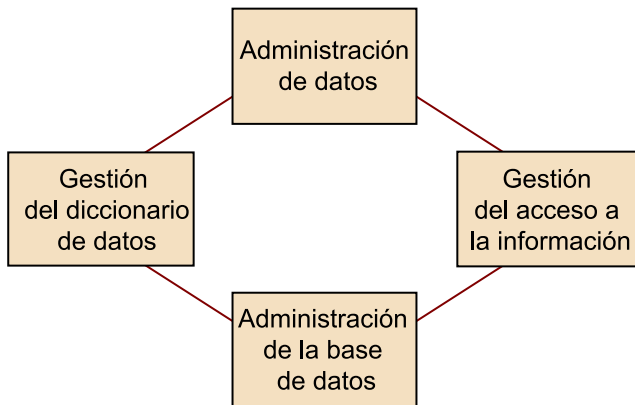 Administración
de datos
Gestión
del diccionario
de datos
Gestión
del acceso a
la información
Administración
de la base
de datos